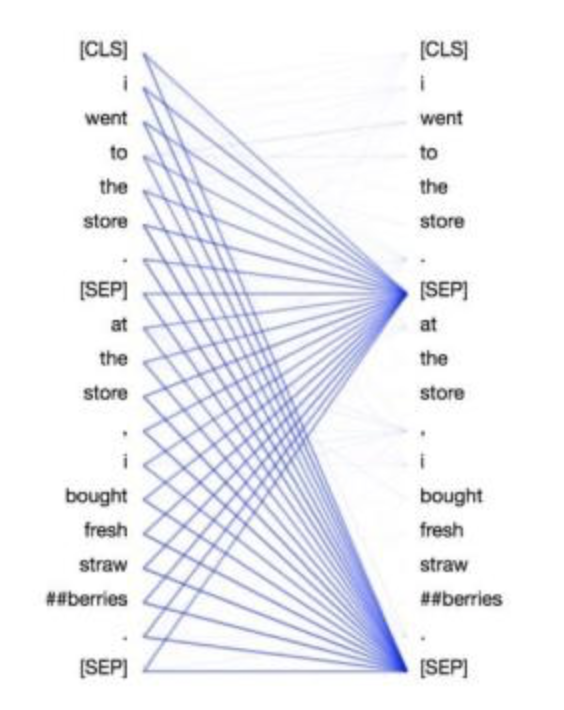 [CLS] [CLS]
i i
went went
to to
the the
store store
. .
[SEP] [SEP]
at at
the the
store store
, ,
i i
bought bought
fresh fresh
straw straw
##berries ##berries
. .
[SEP] [SEP]